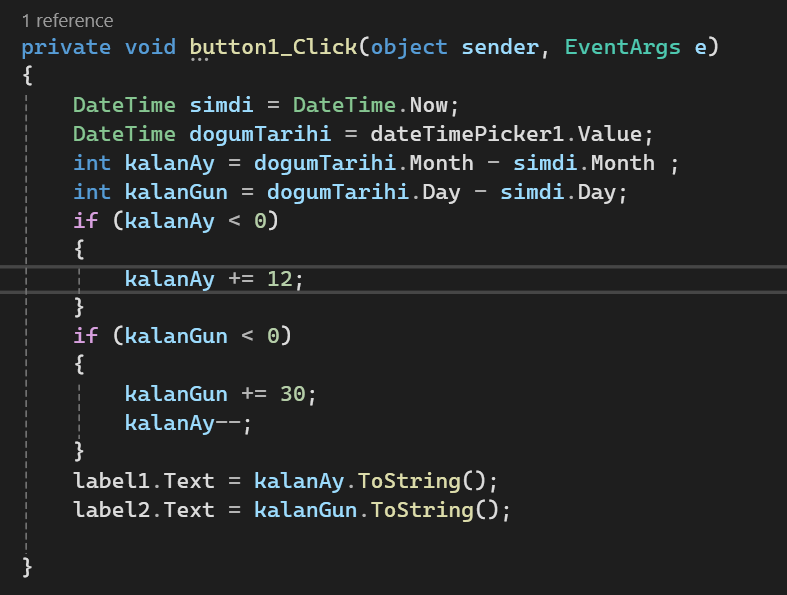 1 reference
private void button1_Click(object sender, EventArgs e)
{
DateTime simdi = DateTime.Now;
DateTime dogumTarihi = dateTimePicker1.Value;
int kalanAy = dogumTarihi.Month - simdi.Month ;
int kalanGun = dogumTarihi.Day - simdi.Day;
if (kalanAy < 0)
{
kalanAy += 12;
}
if (kalanGun < 0)
{
kalanGun += 30;
kalanAy--;
}
label1.Text = kalanAy.ToString();
label2.Text = kalanGun.ToString();
}